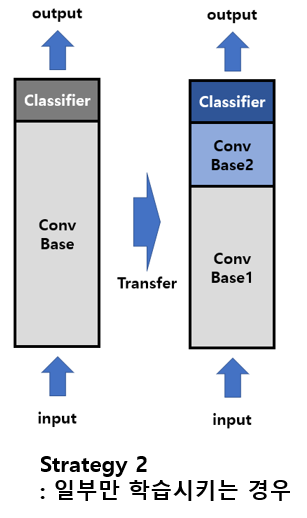 output
output
Classifier
Classifier
Conv
Base2
Conv
Base
Conv
Base1
Transfer
input
input
Strategy 2
: 일부만 학습시키는 경우